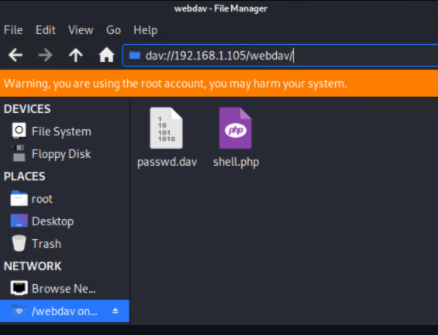 webdav - File Manager
File Edit View Go Help
dav://192.168.1.105/webdav/
Warning, you are using the root account, you may harm your system.
DEVICES
File System
Floppy Disk
PLACES
root
Desktop
Trash
NETWORK
Browse Ne...
/webdav on...
1
10
101
1010
passwd.dav
php
shell.php